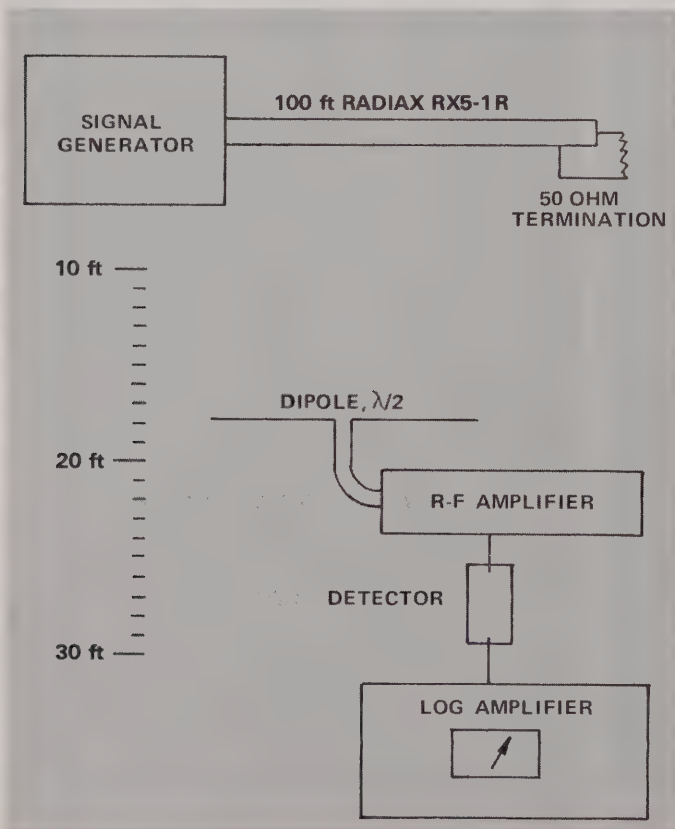 100 ft RADIAX RX5-1R
SIGNAL
GENERATOR
50 OHM
TERMINATION
10 ft
DIPOLE, λ/2
20 ft
R-F AMPLIFIER
DETECTOR
30 ft
LOG AMPLIFIER